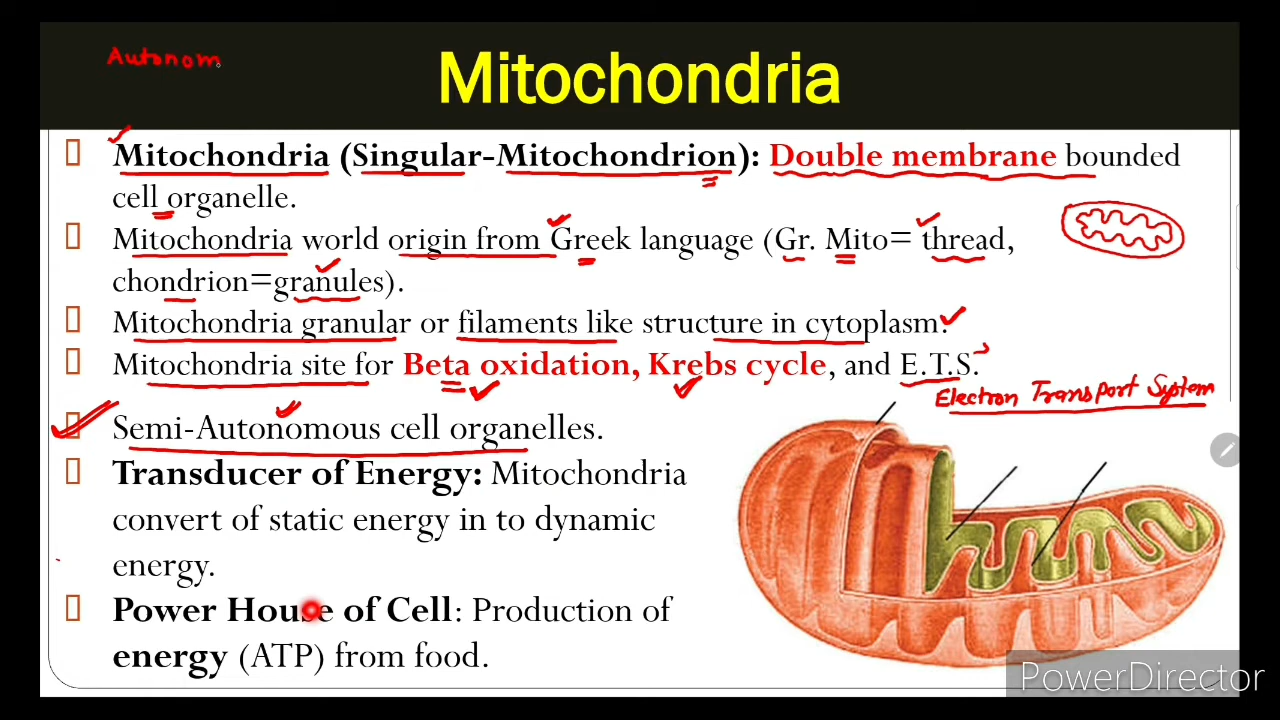 Autonom
Mitochondria
Mitochondria (Singular-Mitochondrion): Double membrane bounded
cell organelle.
Mitochondria world origin from Greek language (Gr. Mito= thread,
chondrion=granules).
Mitochondria granular or filaments like structure in cytoplasm.
Mitochondria site for Beta oxidation, Krebs cycle, and E.T.S.
Electron Transport System
Semi-Autonomous cell organelles.
Transducer of Energy: Mitochondria
convert of static energy in to dynamic
energy.
Power House of Cell: Production of
energy (ATP) from food.
PowerDirector